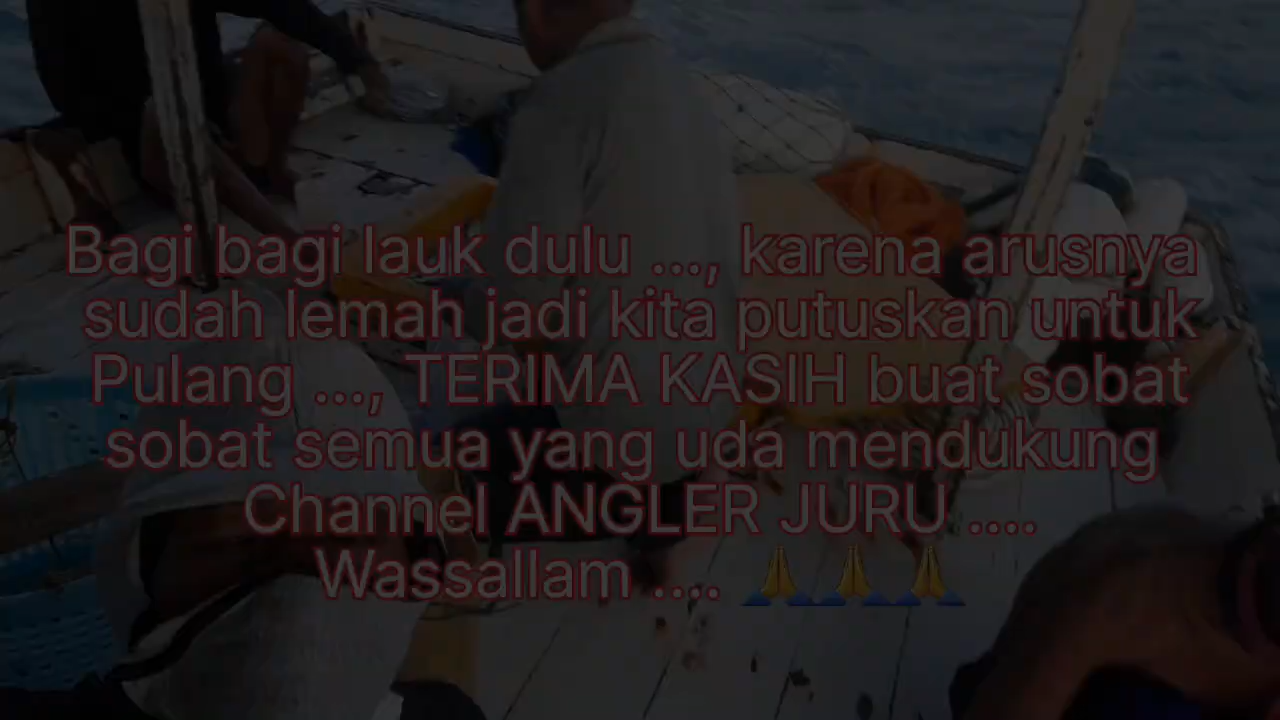 Bagi bagi lauk dulu ..., karena arusnya
sudah lemah jadi kita putuskan untuk
Pulang ..., TERIMA KASIH buat sobat
sobat semua yang uda mendukung
Channel ANGLER JURU ....
Wassallam .... 🙏🙏🙏